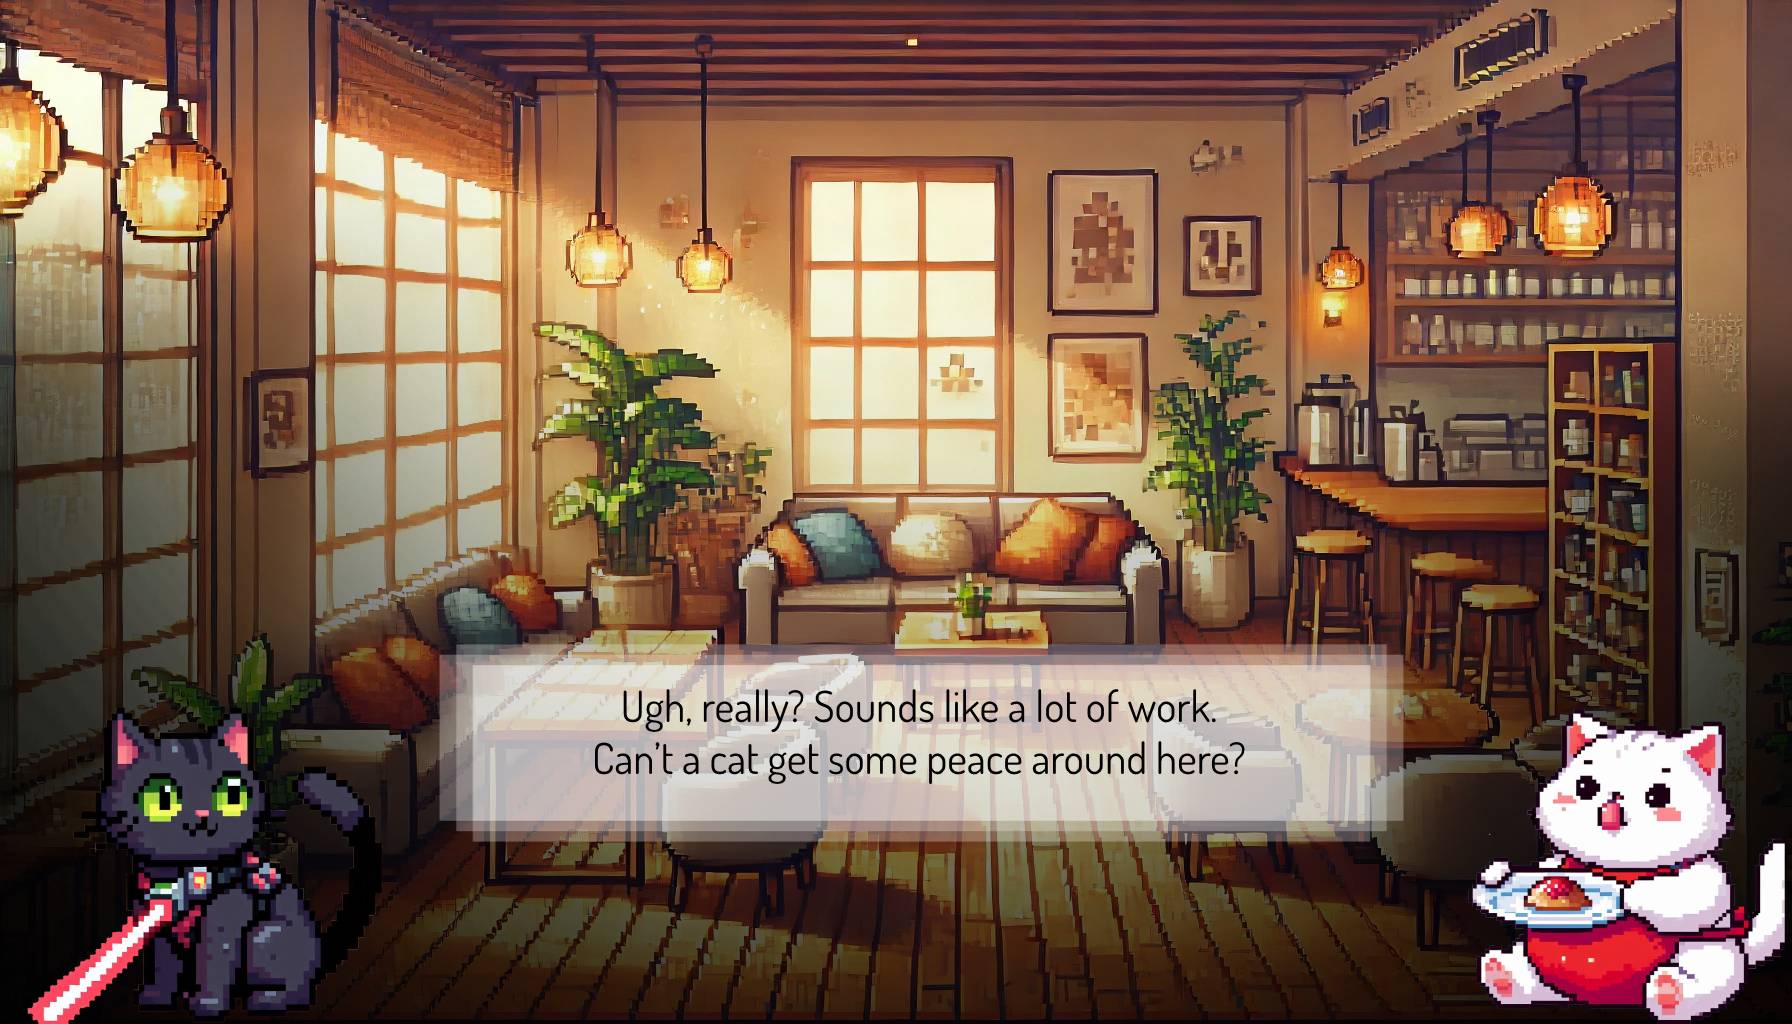 Ugh, really? Sounds like a lot of work.
Can't a cat get some peace around here?